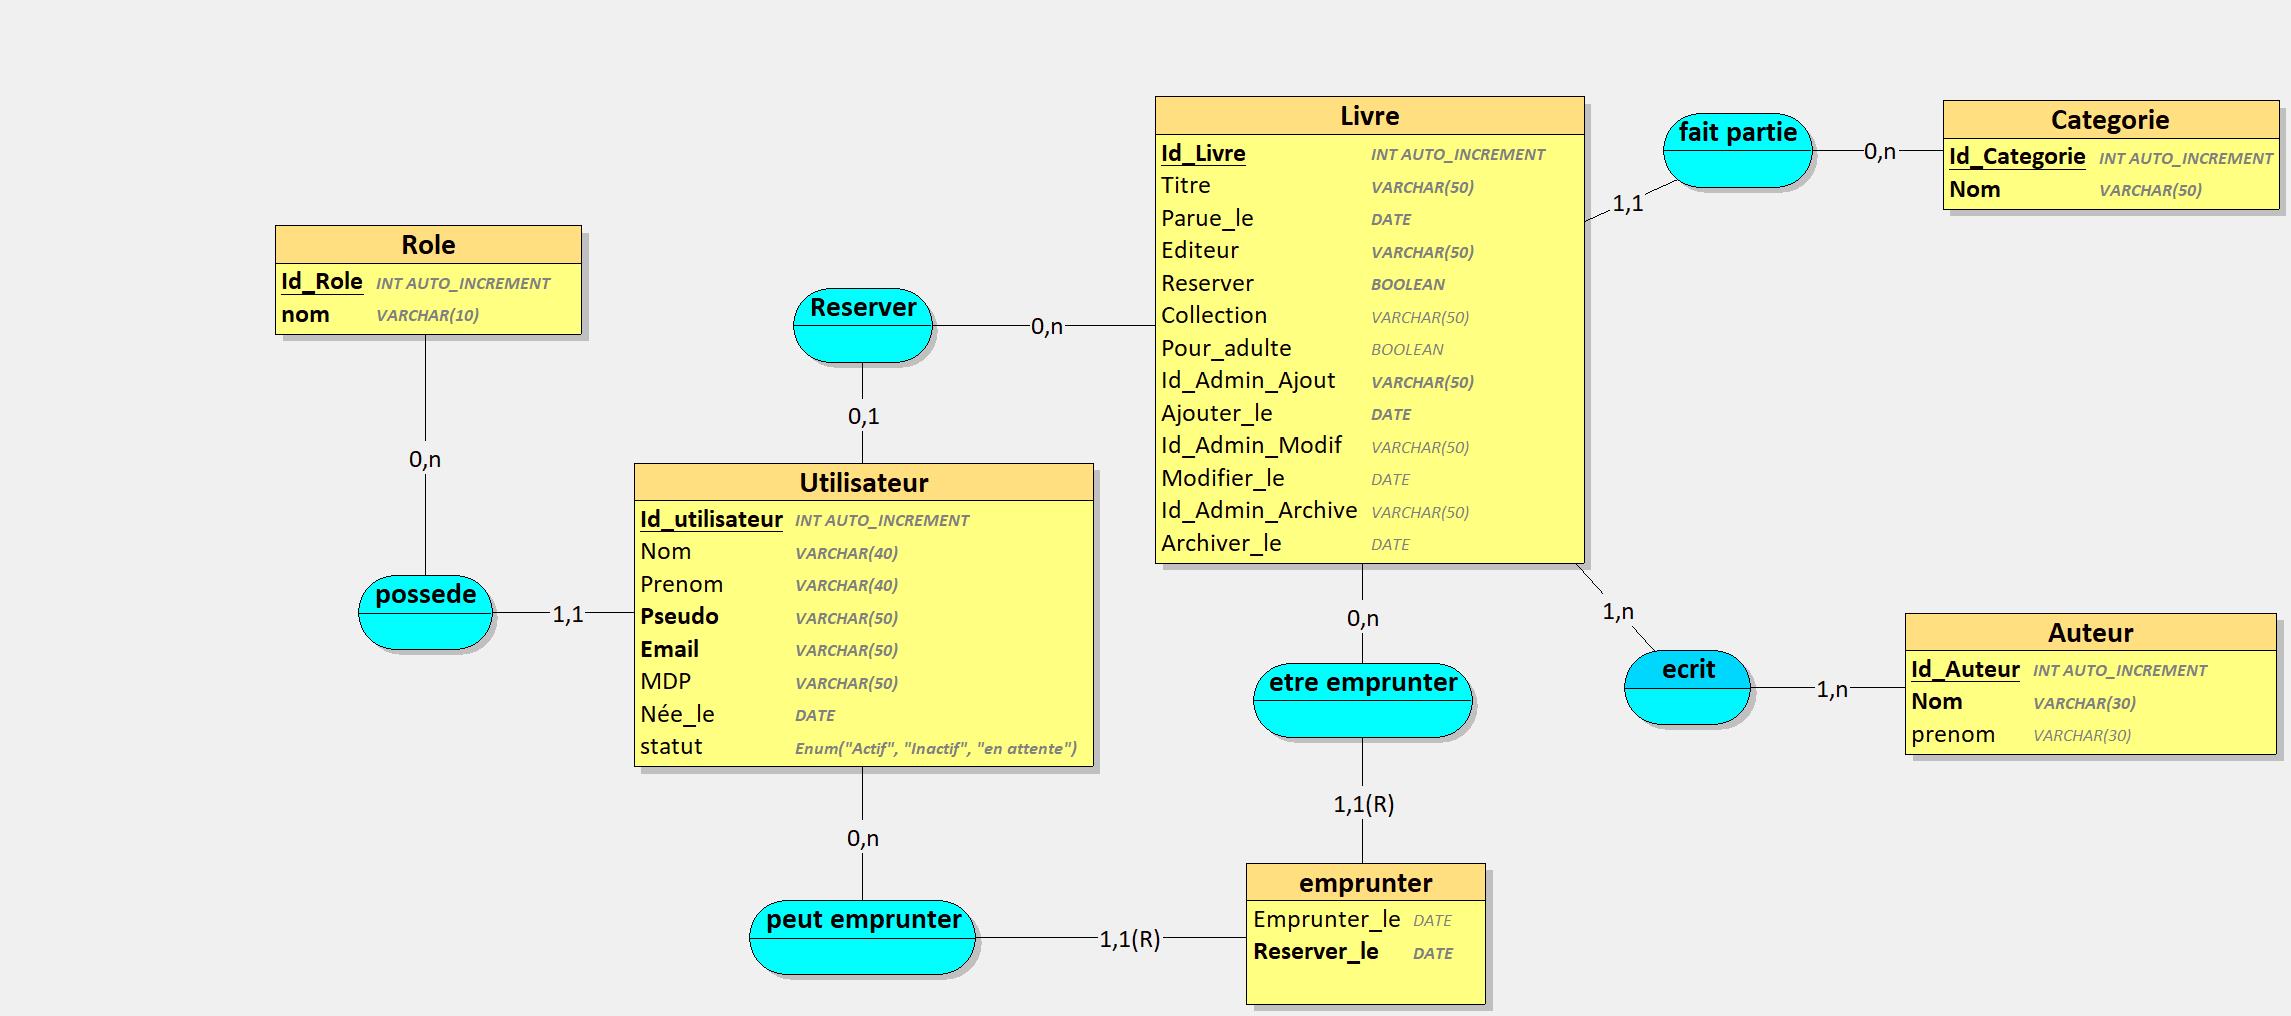 Livre
Id_Livre INT AUTO_INCREMENT
Titre VARCHAR(50)
Parue_le DATE
Editeur VARCHAR(50)
Reserver BOOLEAN
Collection VARCHAR(50)
Pour_adulte BOOLEAN
Id_Admin_Ajout VARCHAR(50)
Ajouter_le DATE
Id_Admin_Modif VARCHAR(50)
Modifier_le DATE
Id_Admin_Archive VARCHAR(50)
Archiver_le DATE
fait partie
1,1
0,n
Categorie
Id_Categorie INT AUTO_INCREMENT
Nom VARCHAR(50)
Role
Id_Role INT AUTO_INCREMENT
nom VARCHAR(10)
Reserver
0,n
0,1
0,n
possede
1,1
Utilisateur
Id_utilisateur INT AUTO_INCREMENT
Nom VARCHAR(40)
Prenom VARCHAR(40)
Pseudo VARCHAR(50)
Email VARCHAR(50)
MDP VARCHAR(50)
Née_le DATE
statut Enum("Actif", "Inactif", "en attente")
0,n
etre emprunter
1,1(R)
1,n
ecrit
1,n
Auteur
Id_Auteur INT AUTO_INCREMENT
Nom VARCHAR(30)
prenom VARCHAR(30)
0,n
peut emprunter
1,1(R)
emprunter
Emprunter_le DATE
Reserver_le DATE